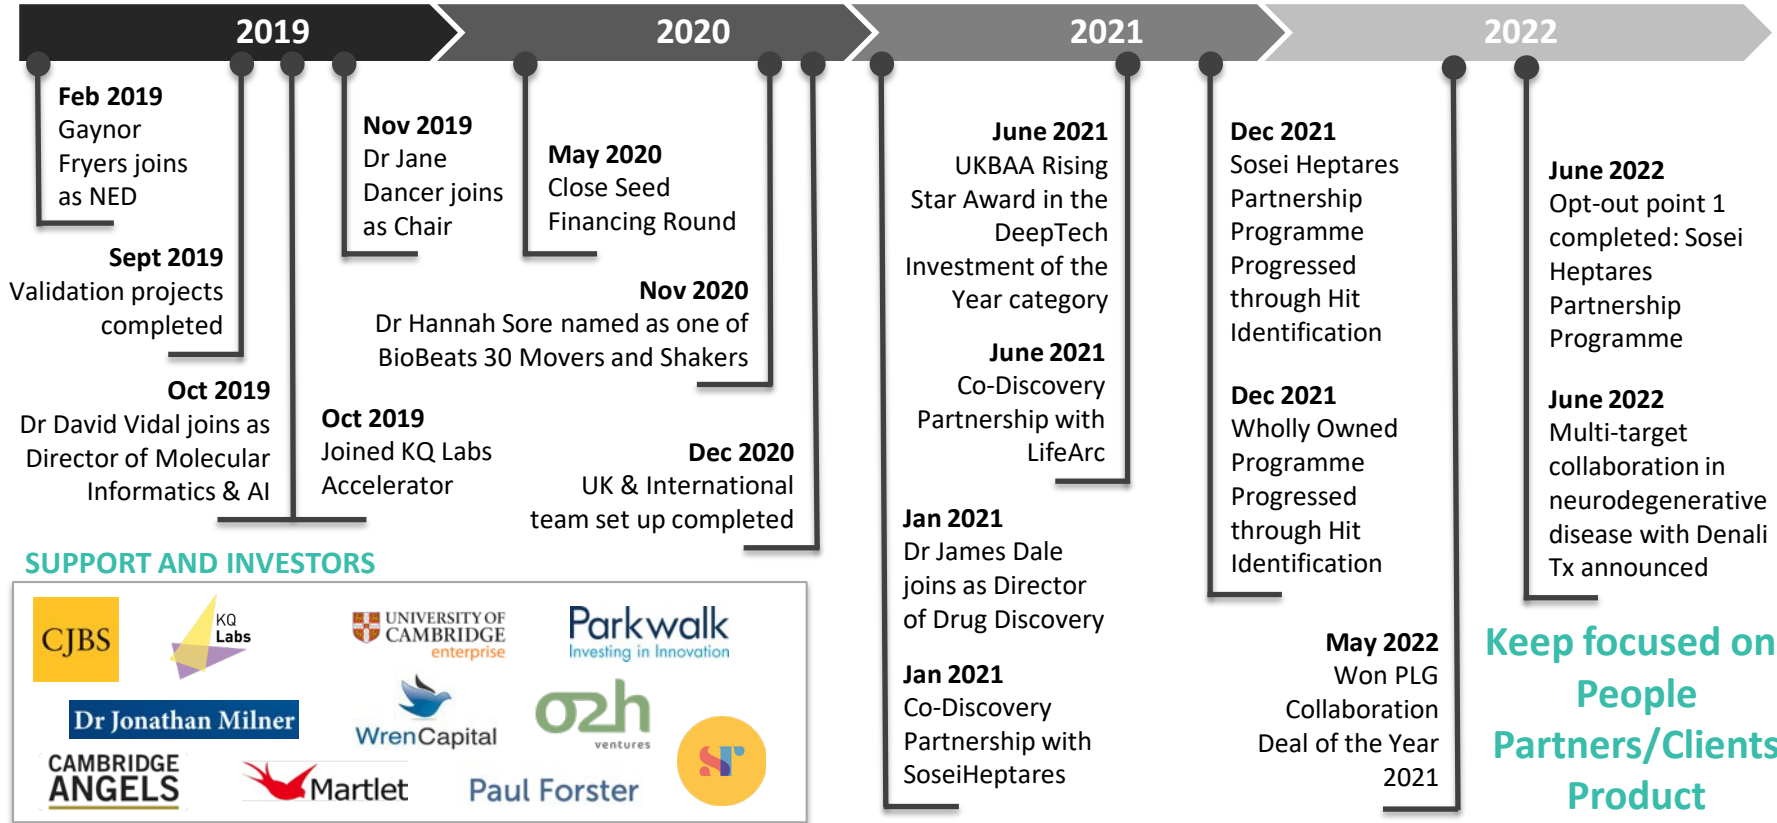 2019
2020
2021
2022
Feb 2019
Gaynor
Fryers joins
as NED
Sept 2019
Validation projects
completed
Oct 2019
Dr David Vidal joins as
Director of Molecular
Informatics & AI
Oct 2019
Joined KQ Labs
Accelerator
Nov 2019
Dr Jane
Dancer joins
as Chair
May 2020
Close Seed
Financing Round
Nov 2020
Dr Hannah Sore named as one of
BioBeats 30 Movers and Shakers
Dec 2020
UK & International
team set up completed
Jan 2021
Dr James Dale
joins as Director
of Drug Discovery
Jan 2021
Co-Discovery
Partnership with
SoseiHeptares
June 2021
UKBAA Rising
Star Award in the
DeepTech
Investment of the
Year category
June 2021
Co-Discovery
Partnership with
LifeArc
Dec 2021
Sosei Heptares
Partnership
Programme
Progressed
through Hit
Identification
Dec 2021
Wholly Owned
Programme
Progressed
through Hit
Identification
May 2022
Won PLG
Collaboration
Deal of the Year
2021
June 2022
Opt-out point 1
completed: Sosei
Heptares
Partnership
Programme
June 2022
Multi-target
collaboration in
neurodegenerative
disease with Denali
Tx announced
Keep focused on
People
Partners/Clients
Product
SUPPORT AND INVESTORS
CJBS
KQ
Labs
UNIVERSITY OF
CAMBRIDGE
enterprise
Parkwalk
Investing in Innovation
Dr Jonathan Milner
WrenCapital
o2h
ventures
sr
CAMBRIDGE
ANGELS
Martlet
Paul Forster